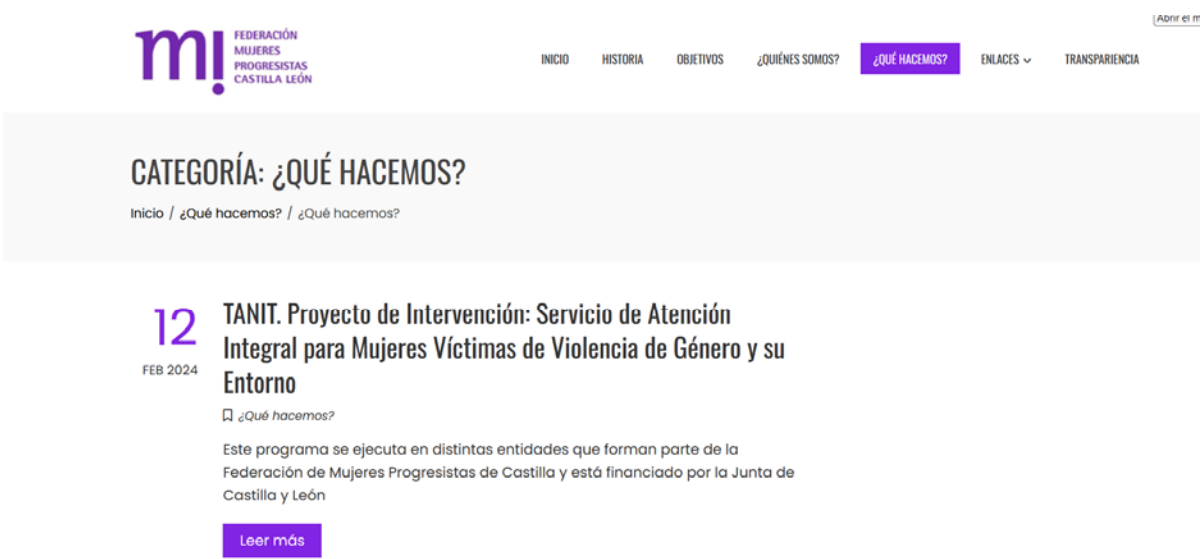 Abrir el m
mi
FEDERACIÓN
MUJERES
PROGRESISTAS
CASTILLA LEÓN
INICIO HISTORIA OBJETIVOS ¿QUIÉNES SOMOS? ¿QUÉ HACEMOS? ENLACES TRANSPARIENCIA
CATEGORÍA: ¿QUÉ HACEMOS?
Inicio / ¿Qué hacemos? / ¿Qué hacemos?
12
FEB 2024
TANIT. Proyecto de Intervención: Servicio de Atención
Integral para Mujeres Víctimas de Violencia de Género y su
Entorno
¿Qué hacemos?
Este programa se ejecuta en distintas entidades que forman parte de la
Federación de Mujeres Progresistas de Castilla y está financiado por la Junta de
Castilla y León
Leer más